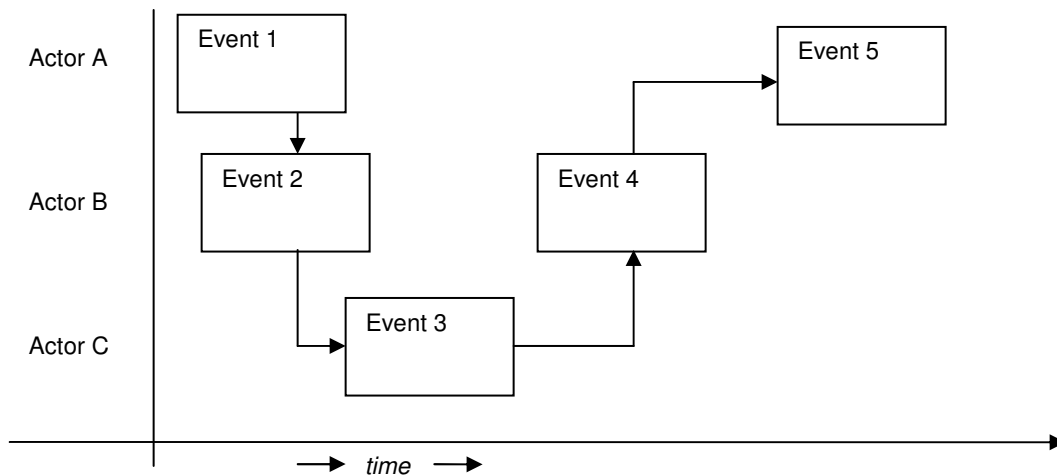 Actor A
Event 1
Event 5
Actor B
Event 2
Event 4
Actor C
Event 3
time